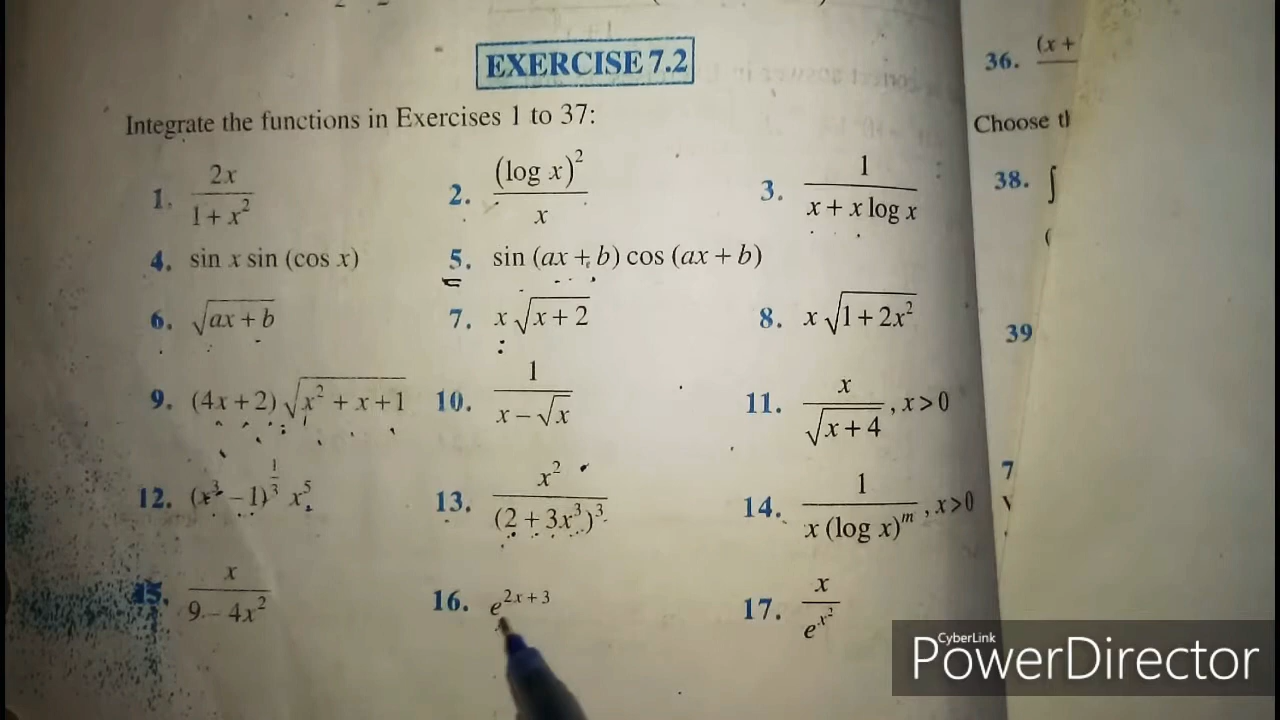 EXERCISE 7.2
Integrate the functions in Exercises 1 to 37:
1. 2x / (1 + x²)
2. (log x)² / x
3. 1 / (x + x log x)
4. sin x sin (cos x)
5. sin (ax + b) cos (ax + b)
6. √(ax + b)
7. x √(x + 2)
8. x √(1 + 2x²)
9. (4x + 2) √(x² + x + 1)
10. 1 / (x – √x)
11. x / √(x + 4) , x > 0
12. (x³ – 1)^(1/3) x⁵
13. x² / (2 + 3x³)³
14. 1 / (x (log x)^m) , x > 0
15. x / (9 – 4x²)
16. e^(2x + 3)
17. x / e^(x²)
36. (x +
Choose
38. ∫
(
39
7
CyberLink
PowerDirector